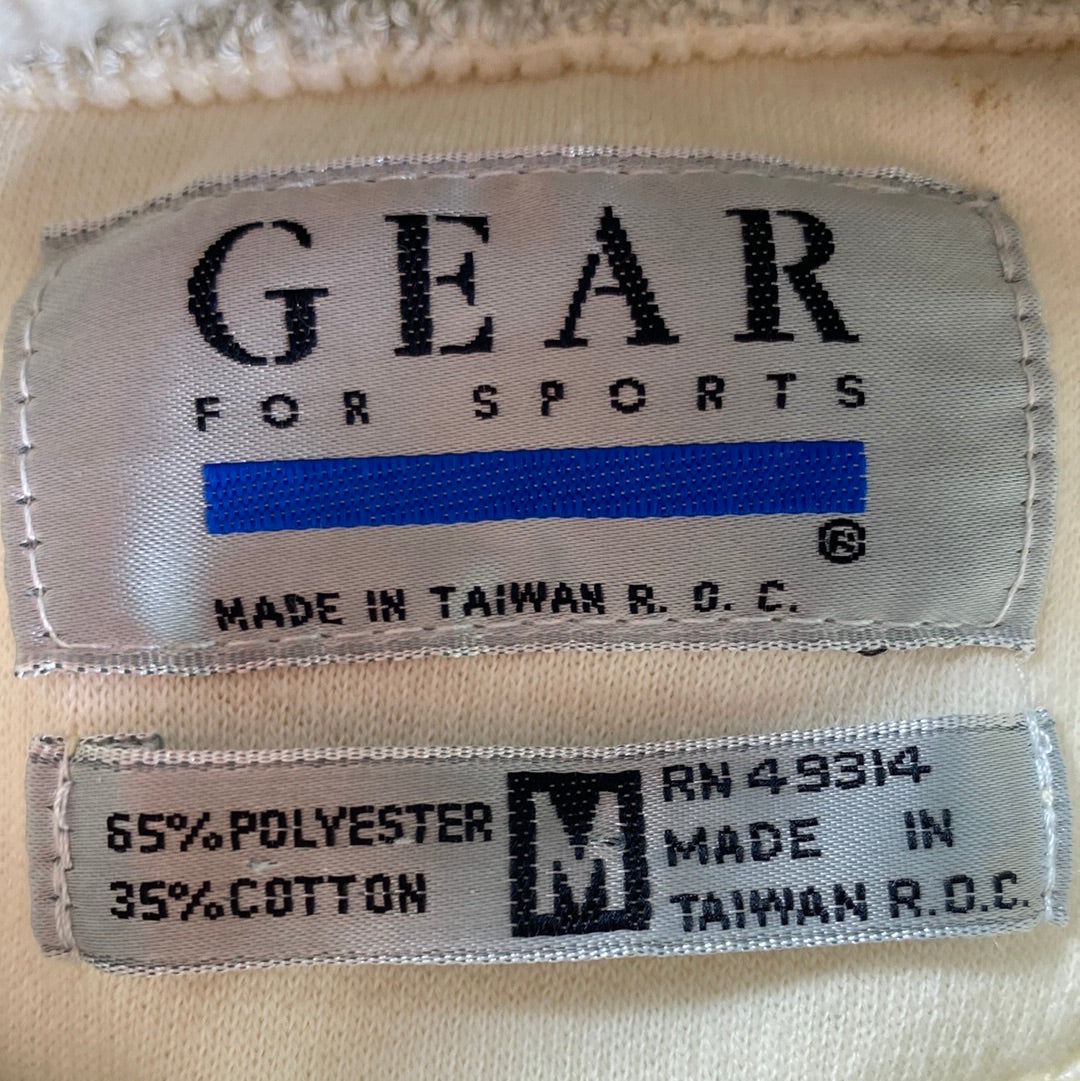 GEAR
FOR SPORTS
®
MADE IN TAIWAN R. O. C.
65% POLYESTER
35% COTTON
M
RN 49314
MADE IN
TAIWAN R.O.C.